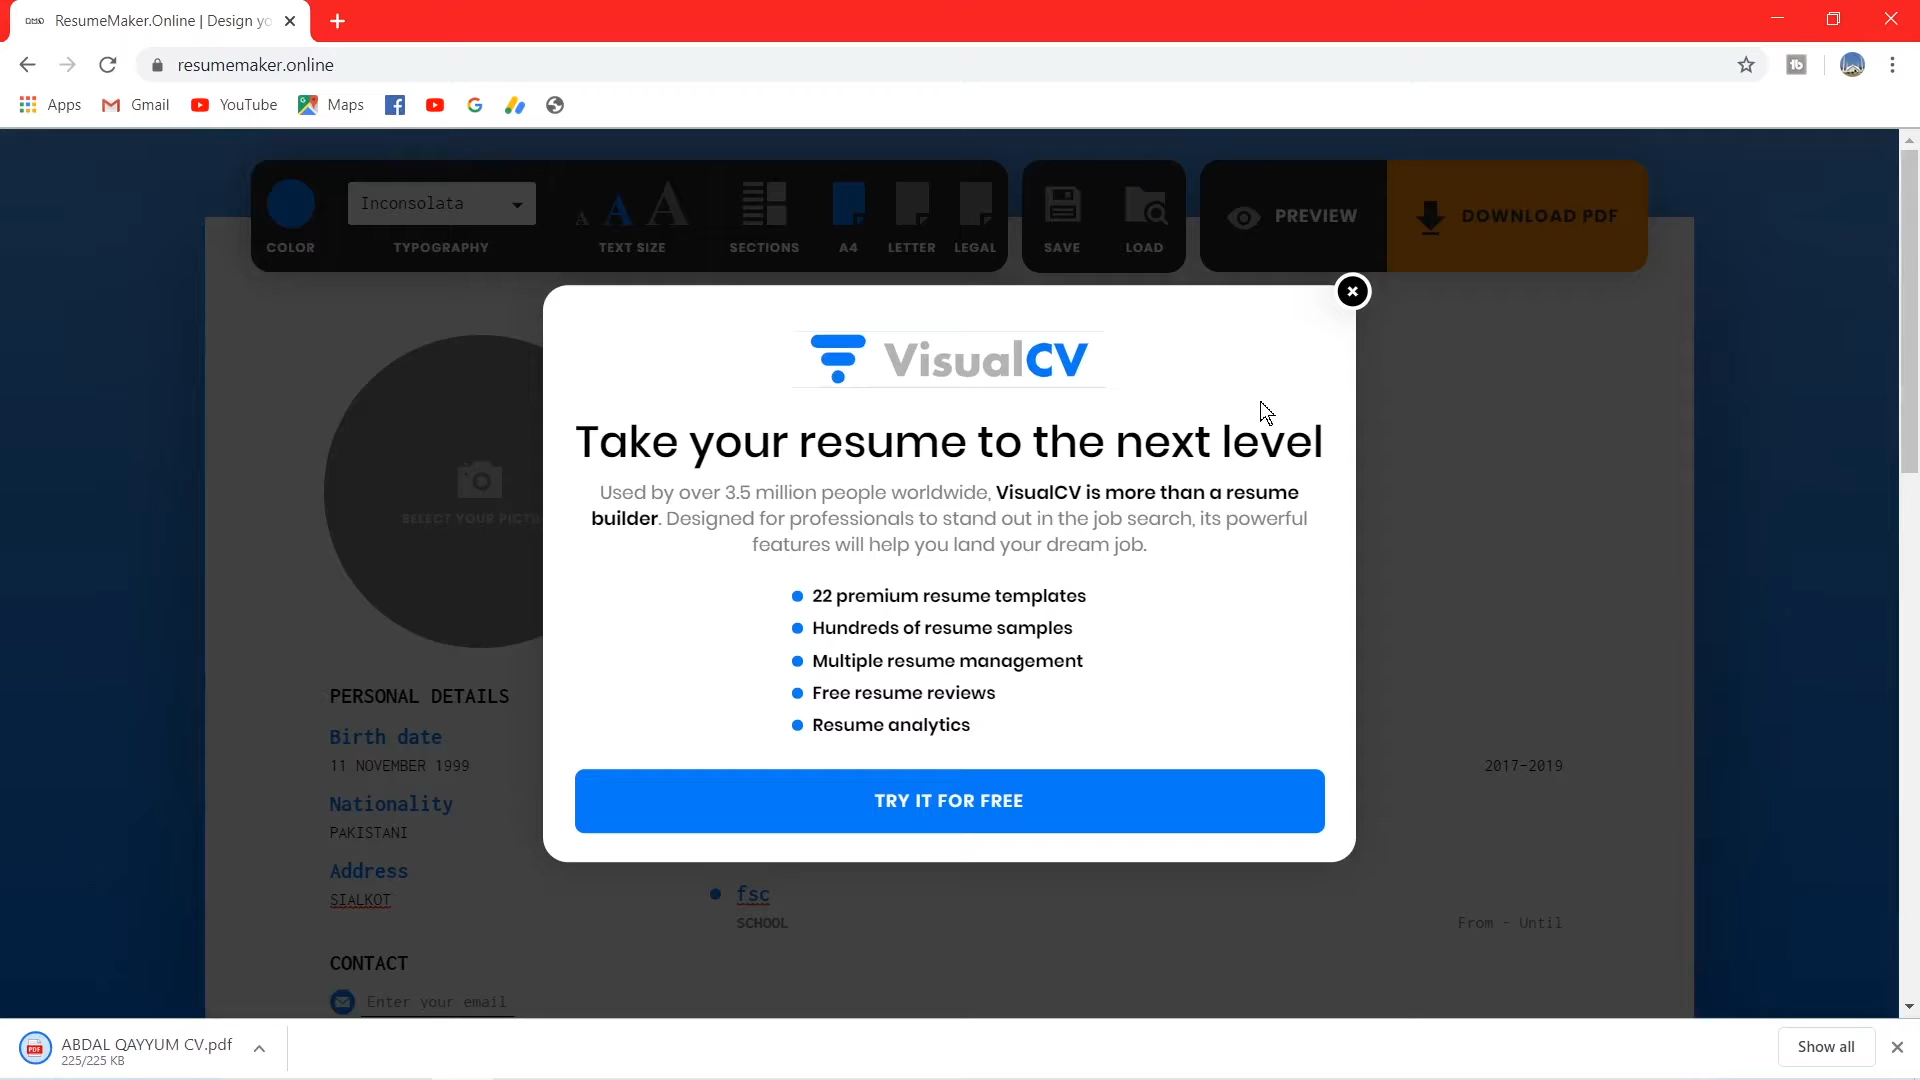 ResumeMaker.Online | Design yo
resumemaker.online
Apps Gmail YouTube Maps
Inconsolata
COLOR TYPOGRAPHY TEXT SIZE SECTIONS A4 LETTER LEGAL
SAVE LOAD
PREVIEW
DOWNLOAD PDF
VisualCV
Take your resume to the next level
Used by over 3.5 million people worldwide, VisualCV is more than a resume
builder. Designed for professionals to stand out in the job search, its powerful
features will help you land your dream job.
22 premium resume templates
Hundreds of resume samples
Multiple resume management
Free resume reviews
Resume analytics
TRY IT FOR FREE
SELECT YOUR PICTU
PERSONAL DETAILS
Birth date
11 NOVEMBER 1999
Nationality
PAKISTANI
Address
SIALKOT
CONTACT
Enter your email
2017-2019
fsc
SCHOOL
From - Until
ABDAL QAYYUM CV.pdf
225/225 KB
Show all